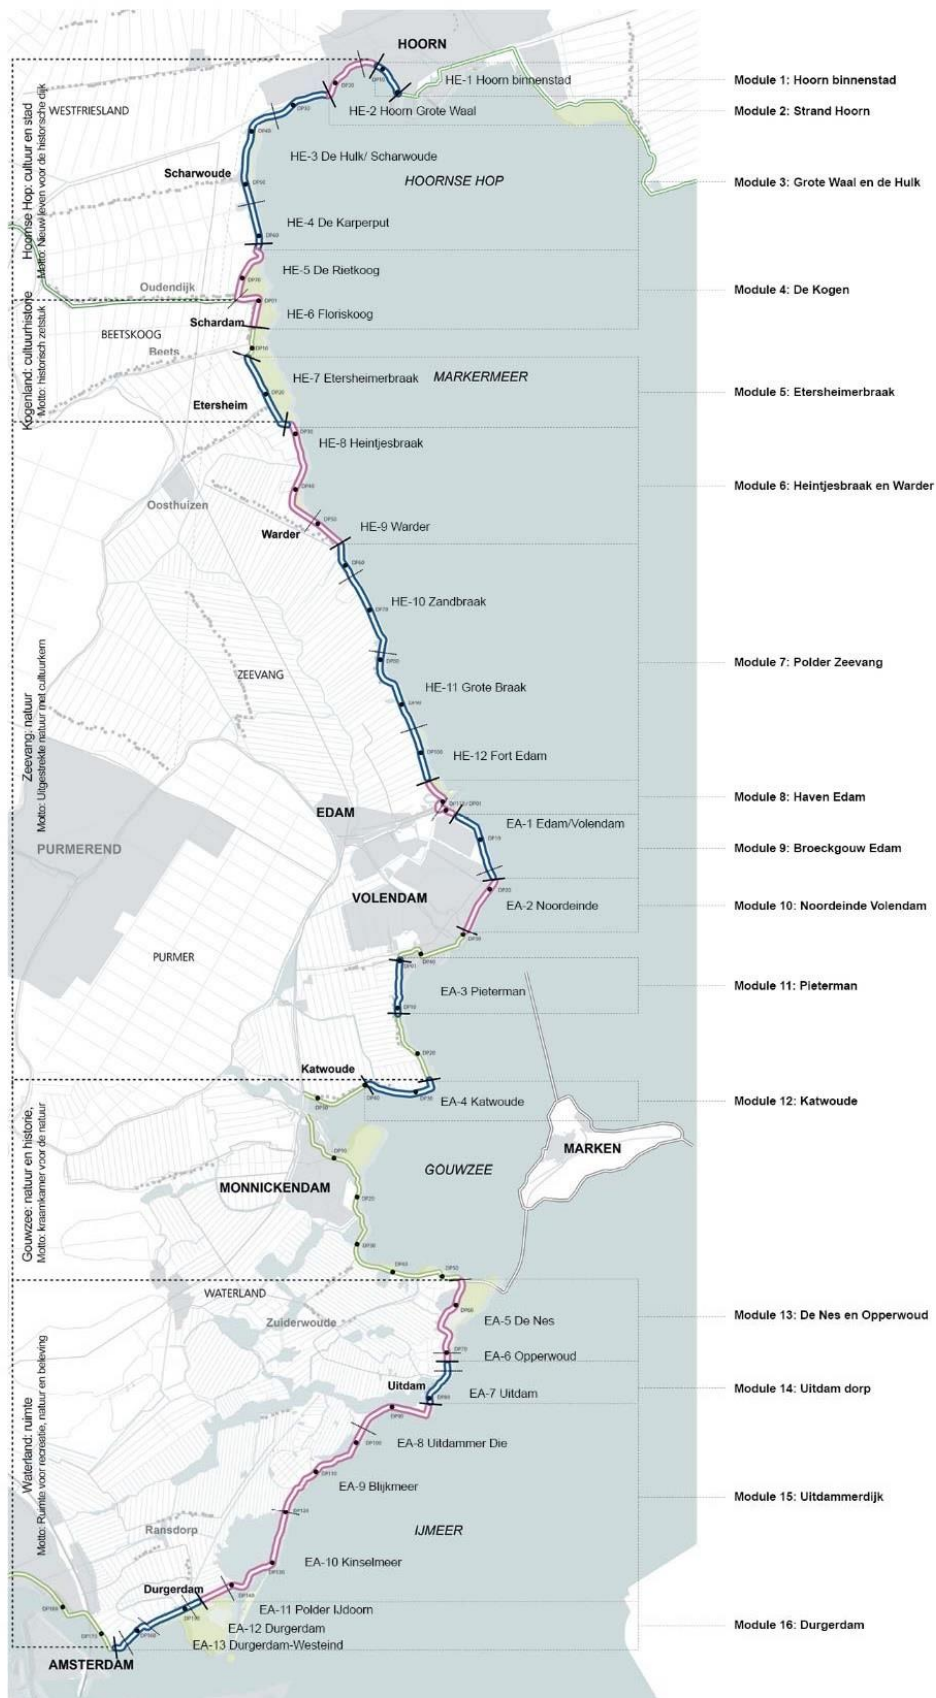 HOORN
HE-1 Hoorn binnenstad
Module 1: Hoorn binnenstad
WESTFRIESLAND
HE-2 Hoorn Grote Waal
Module 2: Strand Hoorn
HE-3 De Hulk/ Scharwoude
Scharwoude
HOORNSE HOP
Module 3: Grote Waal en de Hulk
HE-4 De Karperput
Hoornse Hop: cultuur en stad
Motto: Nieuw leven voor de historische dijk
HE-5 De Rietkoog
Oudendijk
Module 4: De Kogen
Schardam
HE-6 Floriskoog
BEETSKOOG
Beets
Kogenland: cultuurhistorie
Motto: historisch zetstuk
HE-7 Etersheimerbraak
MARKERMEER
Module 5: Etersheimerbraak
Etersheim
HE-8 Heintjesbraak
Oosthuizen
Module 6: Heintjesbraak en Warder
Warder
HE-9 Warder
HE-10 Zandbraak
ZEEVANG
Module 7: Polder Zeevang
HE-11 Grote Braak
Zeevang: natuur
Motto: Uitgestrekte natuur met cultuurkern
HE-12 Fort Edam
Module 8: Haven Edam
EDAM
EA-1 Edam/Volendam
PURMEREND
Module 9: Broeckgouw Edam
VOLENDAM
EA-2 Noordeinde
Module 10: Noordeinde Volendam
PURMER
EA-3 Pieterman
Module 11: Pieterman
Katwoude
EA-4 Katwoude
Module 12: Katwoude
Gouwzee: natuur en historie,
Motto: kraamkamer voor de natuur
MARKEN
GOUWZEE
MONNICKENDAM
WATERLAND
Zuiderwoude
EA-5 De Nes
Module 13: De Nes en Opperwoud
EA-6 Opperwoud
Uitdam
EA-7 Uitdam
Module 14: Uitdam dorp
Waterland: ruimte
Motto: Ruimte voor recreatie, natuur en beleving
EA-8 Uitdammer Die
EA-9 Blijkmeer
Module 15: Uitdammerdijk
Ransdorp
IJMEER
EA-10 Kinselmeer
Durgerdam
EA-11 Polder IJdoorn
EA-12 Durgerdam
Module 16: Durgerdam
EA-13 Durgerdam-Westeind
AMSTERDAM